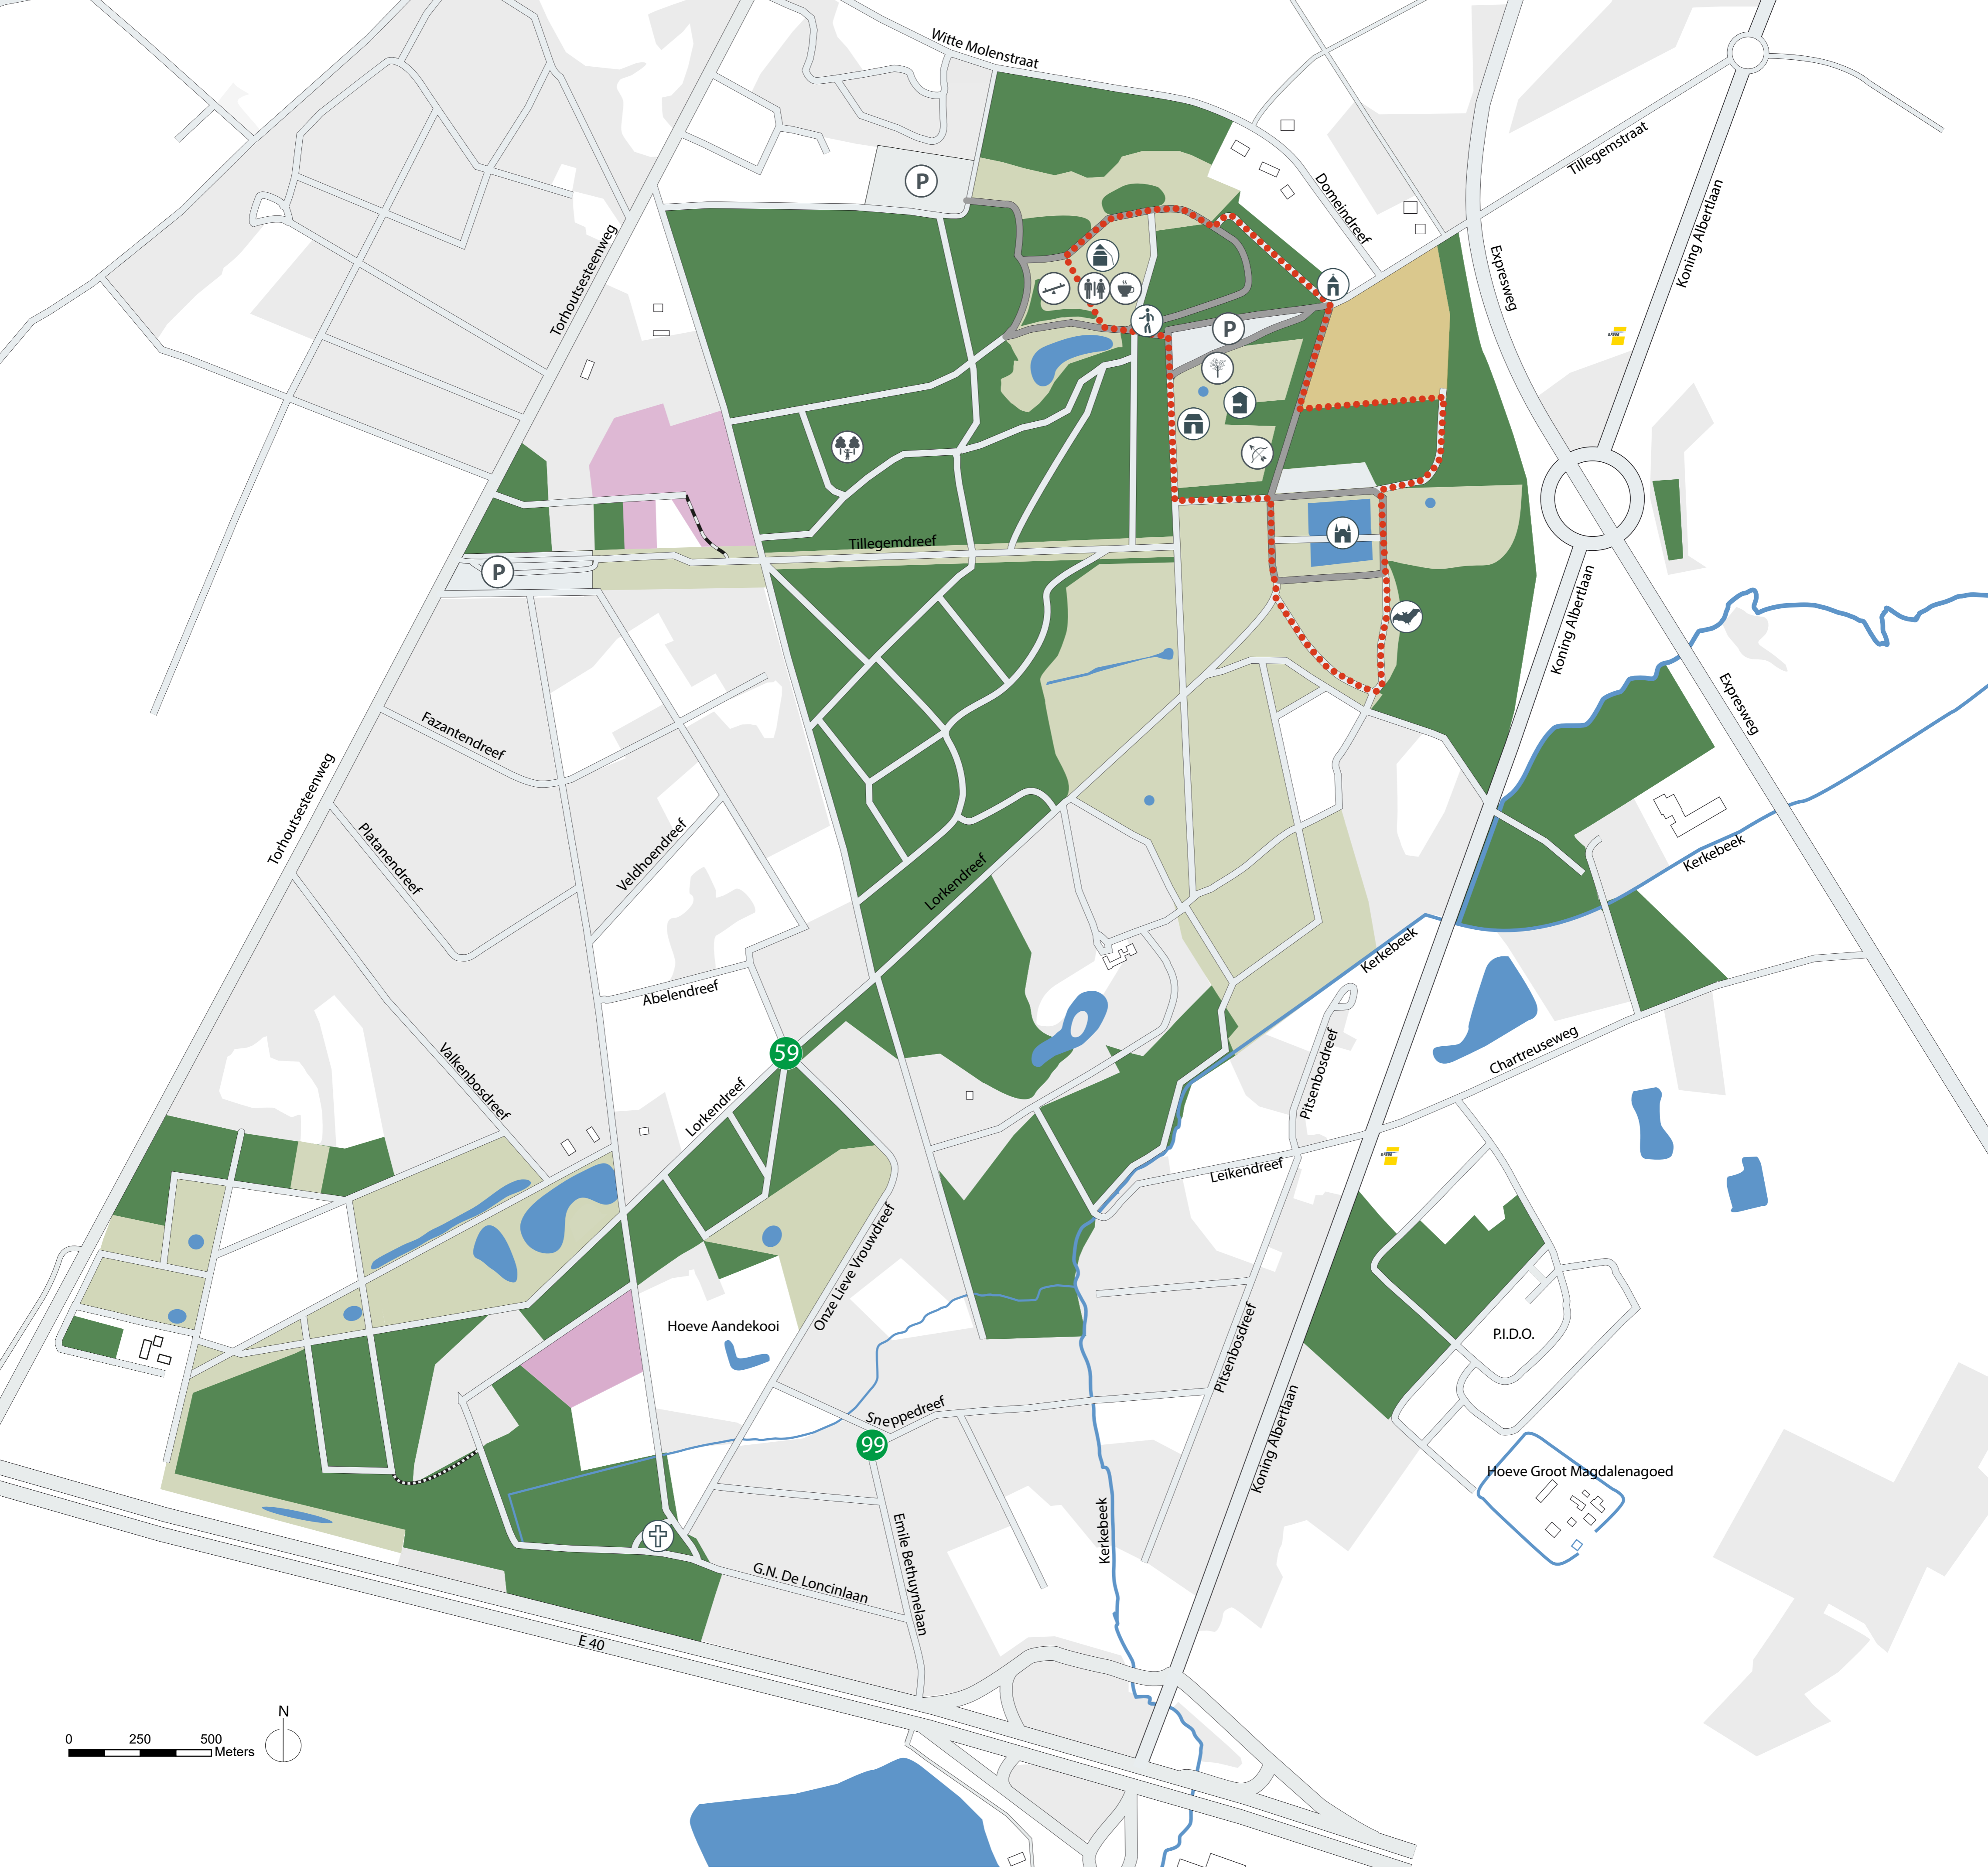 Witte Molenstraat
Tillegemstraat
P
Domeindreef
Koning Albertlaan
Torhoutsesteenweg
Expresweg
P
Tillegemdreef
P
Koning Albertlaan
Expresweg
Fazantendreef
Torhoutsesteenweg
Platanendreef
Veldhoendreef
Lorkendreef
Kerkebeek
Kerkebeek
Abelendreef
59
Valkenbosdreef
Chartreuseweg
Pitsenbosdreef
Lorkendreef
Leikendreef
Onze Lieve Vrouwdreef
Hoeve Aandekooi
P.I.D.O.
Pitsenbosdreef
Sneppedreef
99
Koning Albertlaan
Hoeve Groot Magdalenagoed
Kerkebeek
Emile Bethuynelaan
G.N. De Loncinlaan
E 40
N
0 250 500
Meters